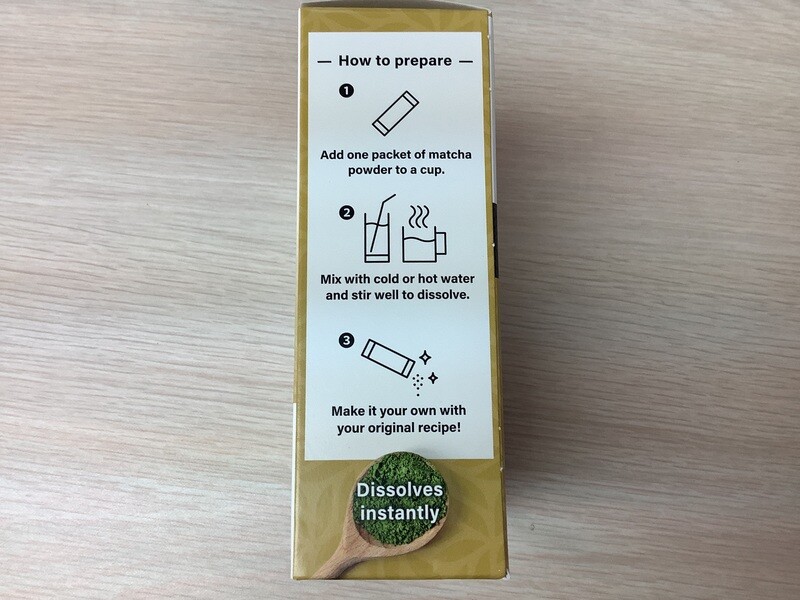 How to prepare
1
Add one packet of matcha
powder to a cup.
2
Mix with cold or hot water
and stir well to dissolve.
3
Make it your own with
your original recipe!
Dissolves
instantly